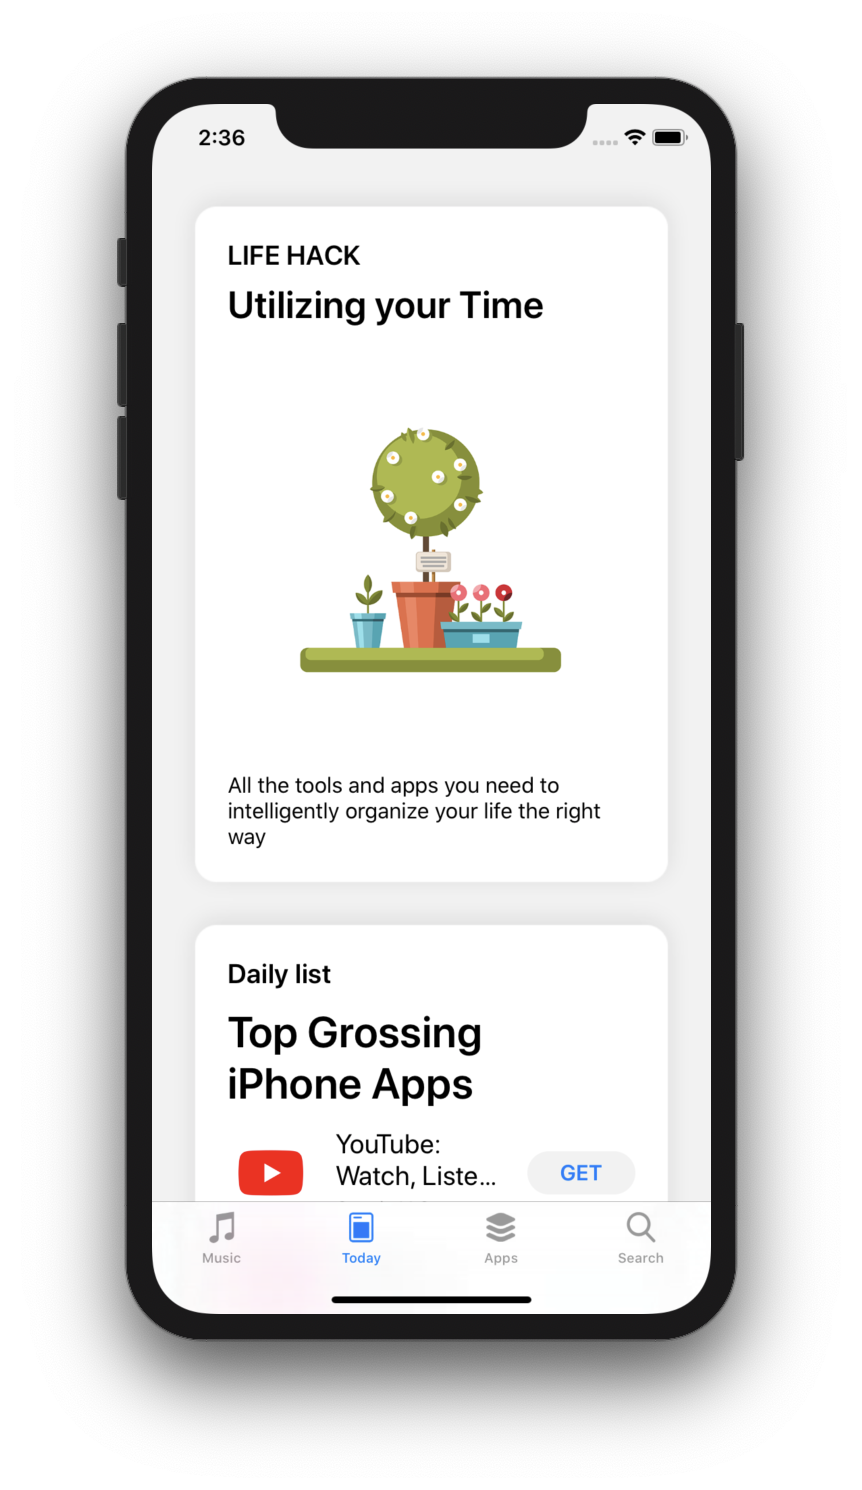 2:36
LIFE HACK
Utilizing your Time
All the tools and apps you need to
intelligently organize your life the right
way
Daily list
Top Grossing
iPhone Apps
YouTube:
Watch, Liste...
GET
Music
Today
Apps
Search